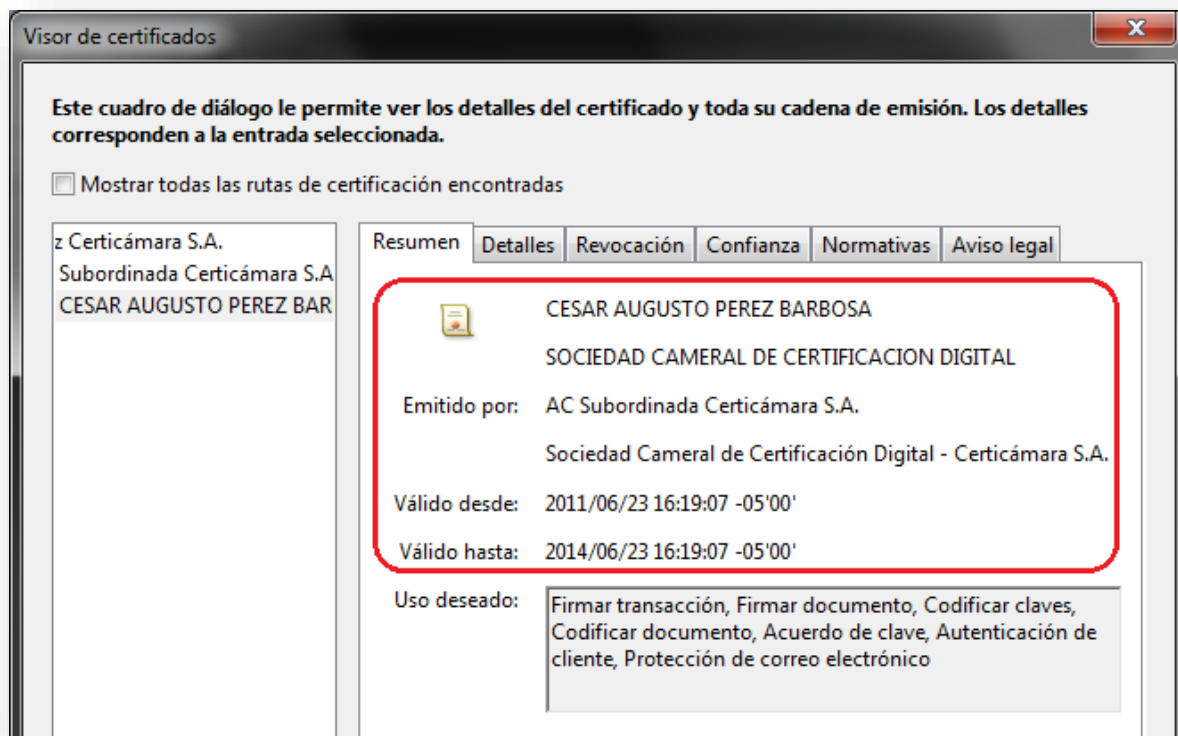 Visor de certificados
x
Este cuadro de diálogo le permite ver los detalles del certificado y toda su cadena de emisión. Los detalles
corresponden a la entrada seleccionada.
Mostrar todas las rutas de certificación encontradas
z Certicámara S.A.
Subordinada Certicámara S.A
CESAR AUGUSTO PEREZ BAR
Resumen Detalles Revocación Confianza Normativas Aviso legal
CESAR AUGUSTO PEREZ BARBOSA
SOCIEDAD CAMERAL DE CERTIFICACION DIGITAL
Emitido por: AC Subordinada Certicámara S.A.
Sociedad Cameral de Certificación Digital - Certicámara S.A.
Válido desde: 2011/06/23 16:19:07 -05'00'
Válido hasta: 2014/06/23 16:19:07 -05'00'
Uso deseado: Firmar transacción, Firmar documento, Codificar claves,
Codificar documento, Acuerdo de clave, Autenticación de
cliente, Protección de correo electrónico